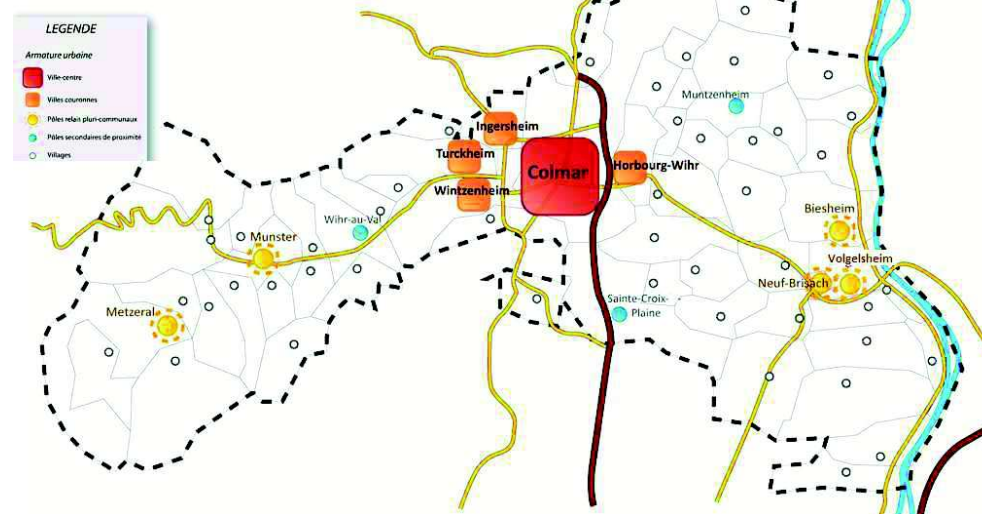 LEGENDE
Armature urbaine
Ville-centre
Villes couronnes
Pôles relais pluri-communaux
Pôles secondaires de proximité
Villages
Muntzenheim
Ingersheim
Turckheim
Colmar
Horbourg-Wihr
Wintzenheim
Wihr-au-Val
Biesheim
Munster
Volgelsheim
Neuf-Brisach
Metzeral
Sainte-Croix-
Plaine